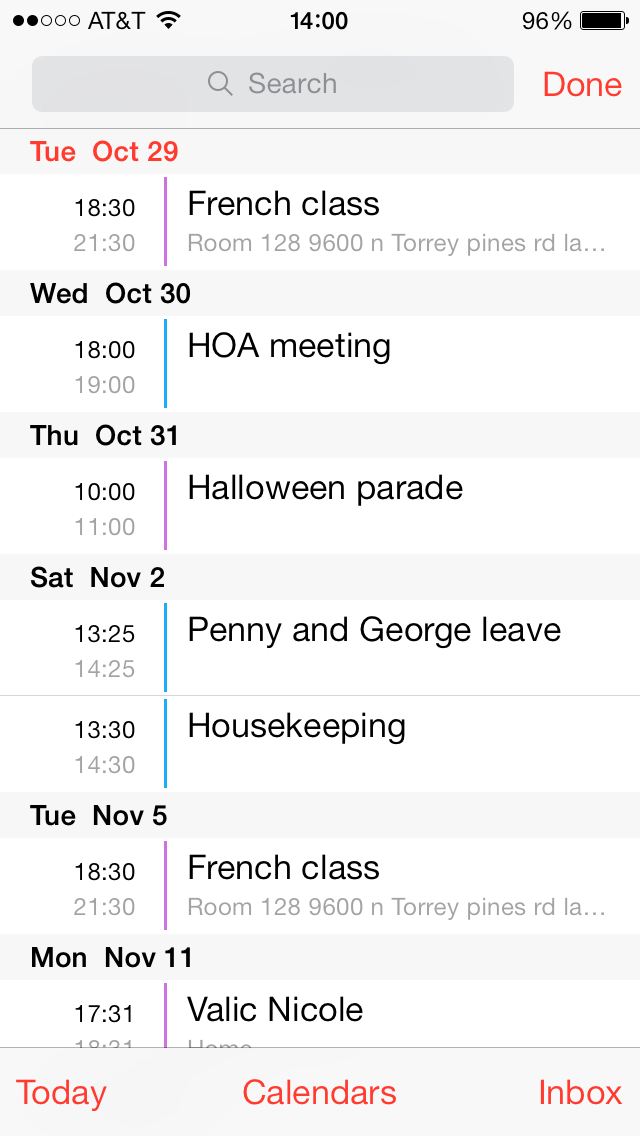 AT&T 14:00 96%
Search Done
Tue Oct 29
18:30 French class
21:30 Room 128 9600 n Torrey pines rd la…
Wed Oct 30
18:00 HOA meeting
19:00
Thu Oct 31
10:00 Halloween parade
11:00
Sat Nov 2
13:25 Penny and George leave
14:25
13:30 Housekeeping
14:30
Tue Nov 5
18:30 French class
21:30 Room 128 9600 n Torrey pines rd la…
Mon Nov 11
17:31 Valic Nicole
18:31 Home
Today Calendars Inbox